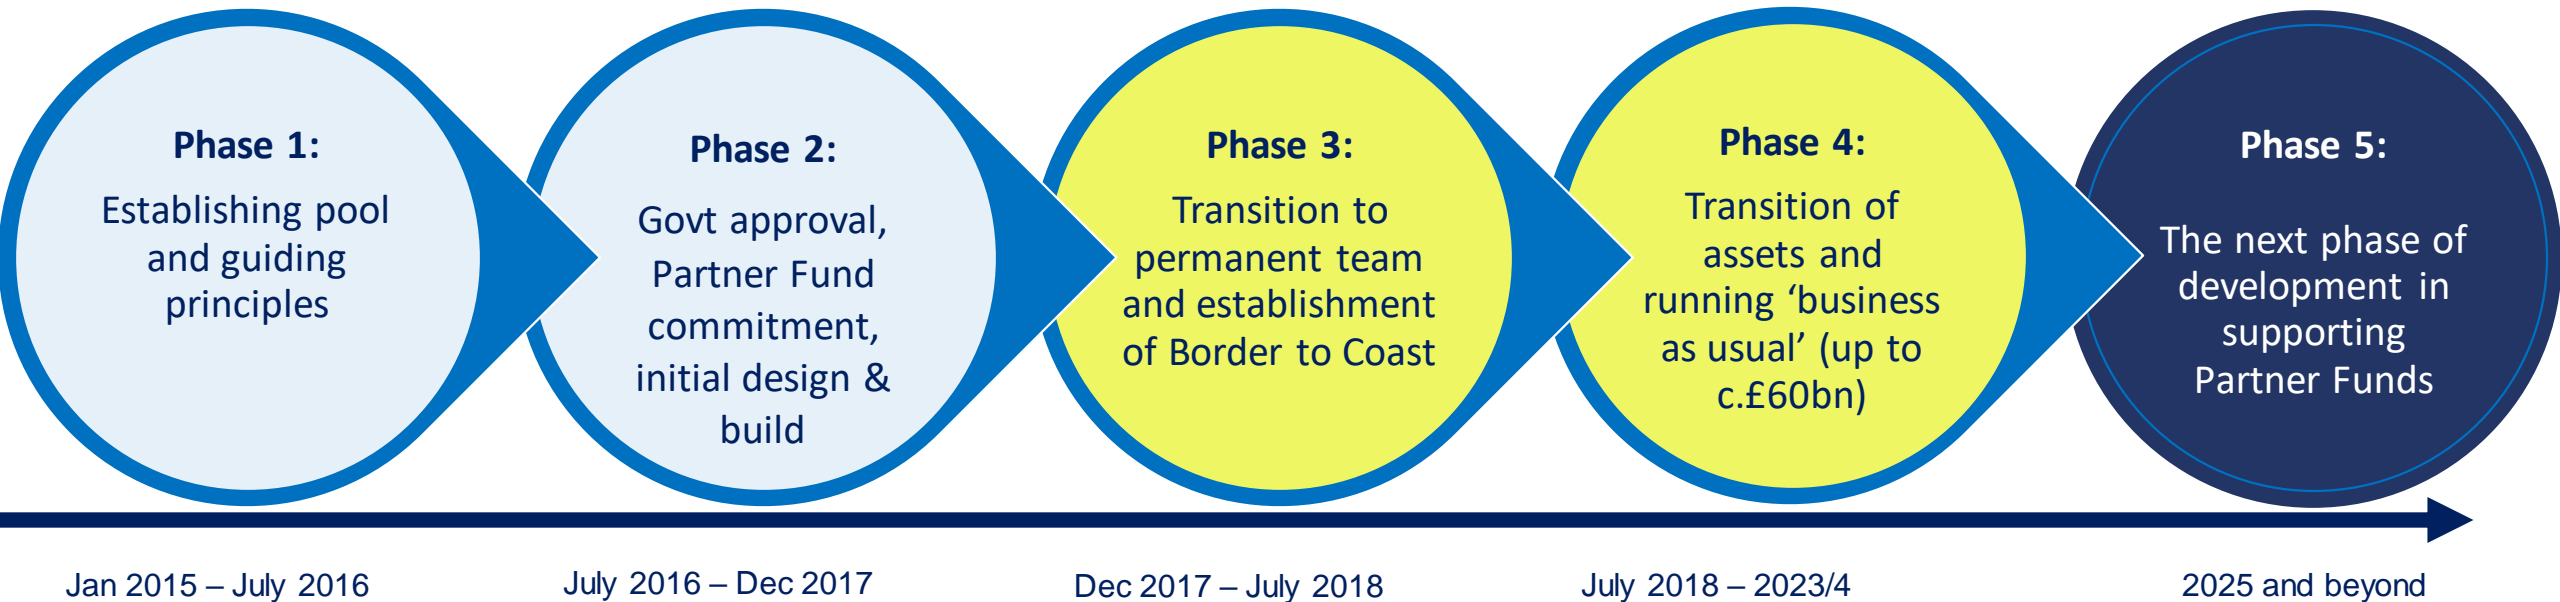 Phase 1:
Establishing pool
and guiding
principles
Phase 2:
Govt approval,
Partner Fund
commitment,
initial design &
build
Phase 3:
Transition to
permanent team
and establishment
of Border to Coast
Phase 4:
Transition of
assets and
running ‘business
as usual’ (up to
c.£60bn)
Phase 5:
The next phase of
development in
supporting
Partner Funds
Jan 2015 – July 2016
July 2016 – Dec 2017
Dec 2017 – July 2018
July 2018 – 2023/4
2025 and beyond